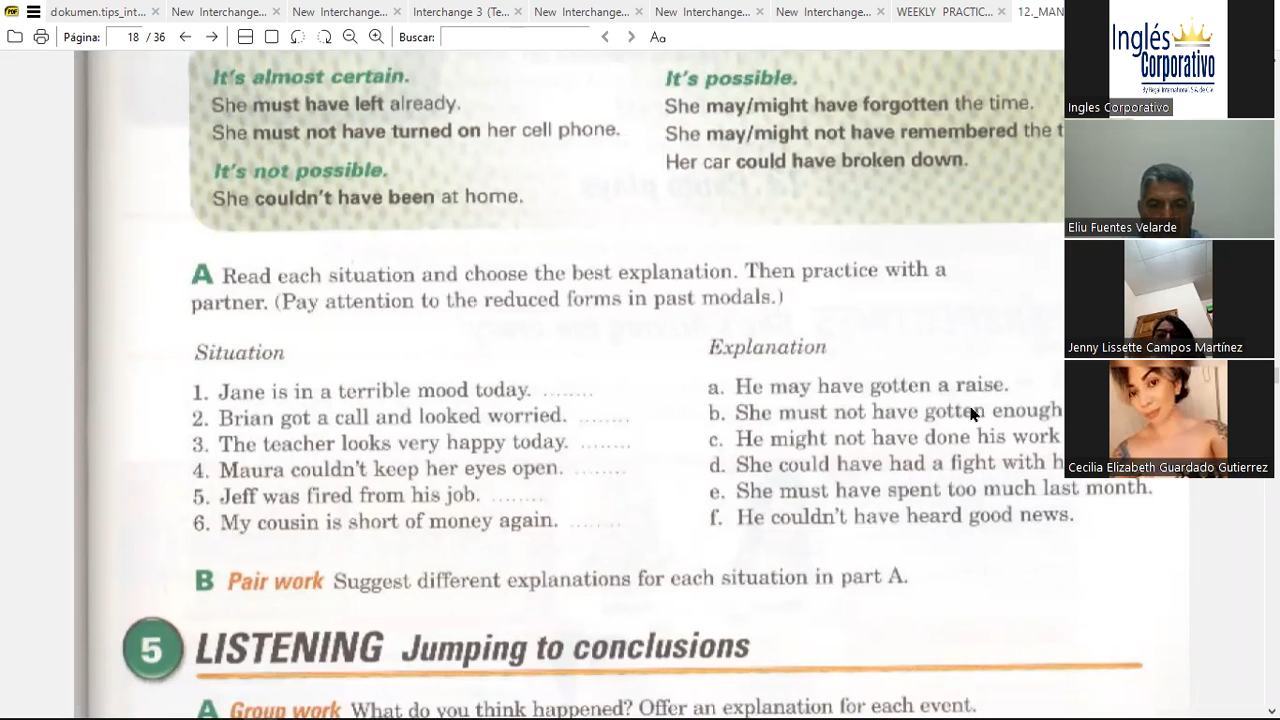 dokumen.tips_int...
New Interchange...
New Interchange...
Interchange 3 (Te...
New Interchange...
New Interchange...
New Interchange...
WEEKLY PRACTIC...
12._MAN
Página:
18 / 36
Buscar:
Aa
It's almost certain.
She must have left already.
She must not have turned on her cell phone.
It's not possible.
She couldn't have been at home.
It's possible.
She may/might have forgotten the time.
She may/might not have remembered the t
Her car could have broken down.
A Read each situation and choose the best explanation. Then practice with a
partner. (Pay attention to the reduced forms in past modals.)
Situation
1. Jane is in a terrible mood today. ........
2. Brian got a call and looked worried. ........
3. The teacher looks very happy today. ........
4. Maura couldn't keep her eyes open. ........
5. Jeff was fired from his job. ........
6. My cousin is short of money again. ........
Explanation
a. He may have gotten a raise.
b. She must not have gotten enough
c. He might not have done his work
d. She could have had a fight with h
e. She must have spent too much last month.
f. He couldn't have heard good news.
B Pair work Suggest different explanations for each situation in part A.
5 LISTENING Jumping to conclusions
A Group work What do you think happened? Offer an explanation for each event.
Inglés
Corporativo
Ingles Corporativo
Eliu Fuentes Velarde
Jenny Lissette Campos Martínez
Cecilia Elizabeth Guardado Gutierrez